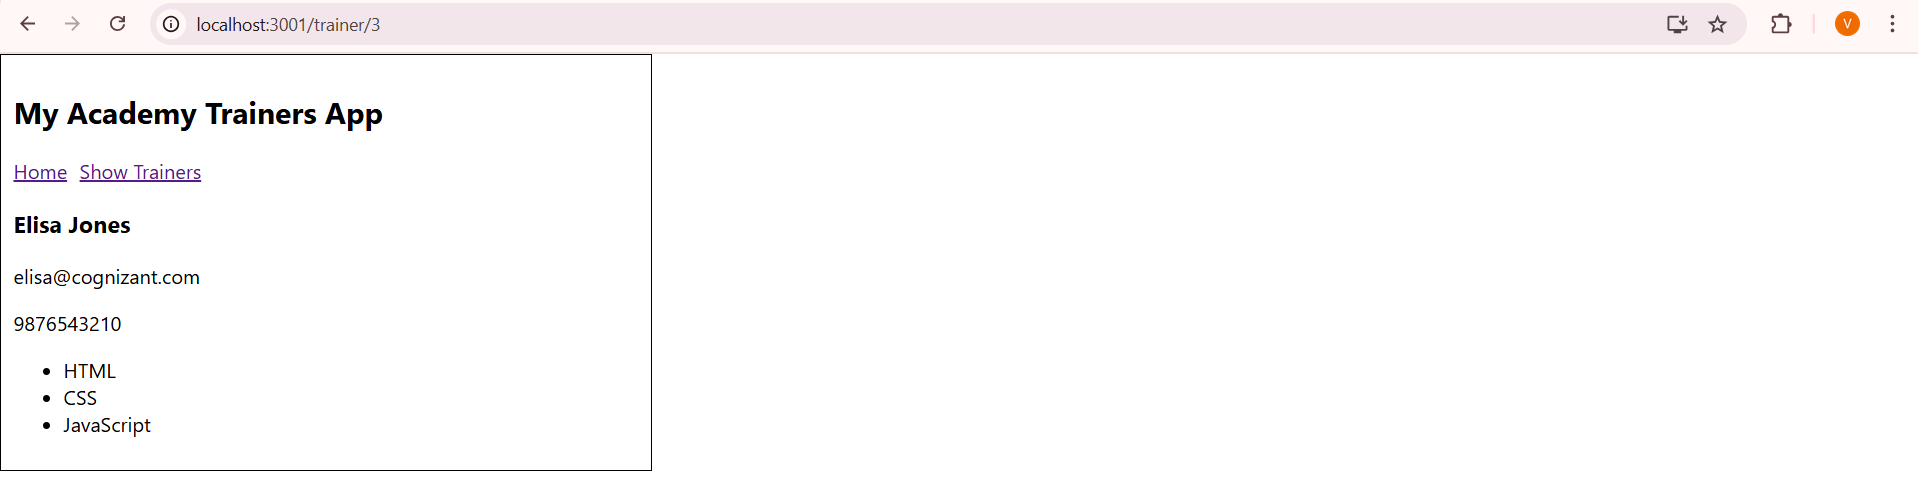 localhost:3001/trainer/3
V
My Academy Trainers App
Home Show Trainers
Elisa Jones
elisa@cognizant.com
9876543210
HTML
CSS
JavaScript